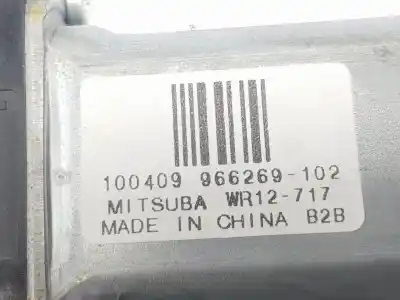 100409 966269-102
MITSUBA WR12-717
MADE IN CHINA B2B